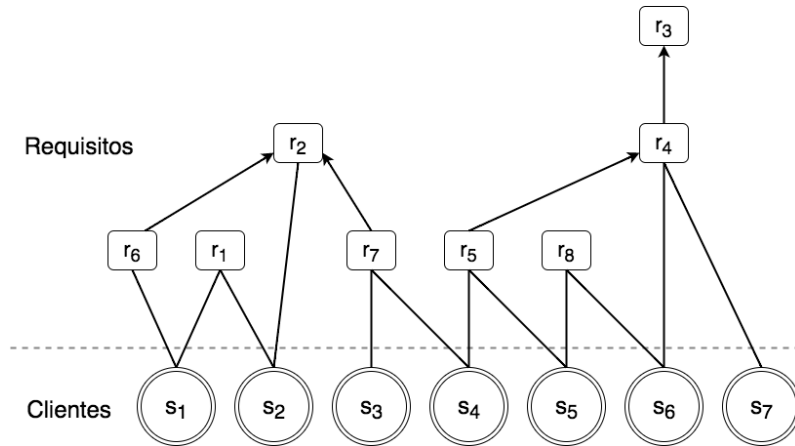 r3
Requisitos r2 r4
r6 r1 r7 r5 r8
Clientes s1 s2 s3 s4 s5 s6 s7